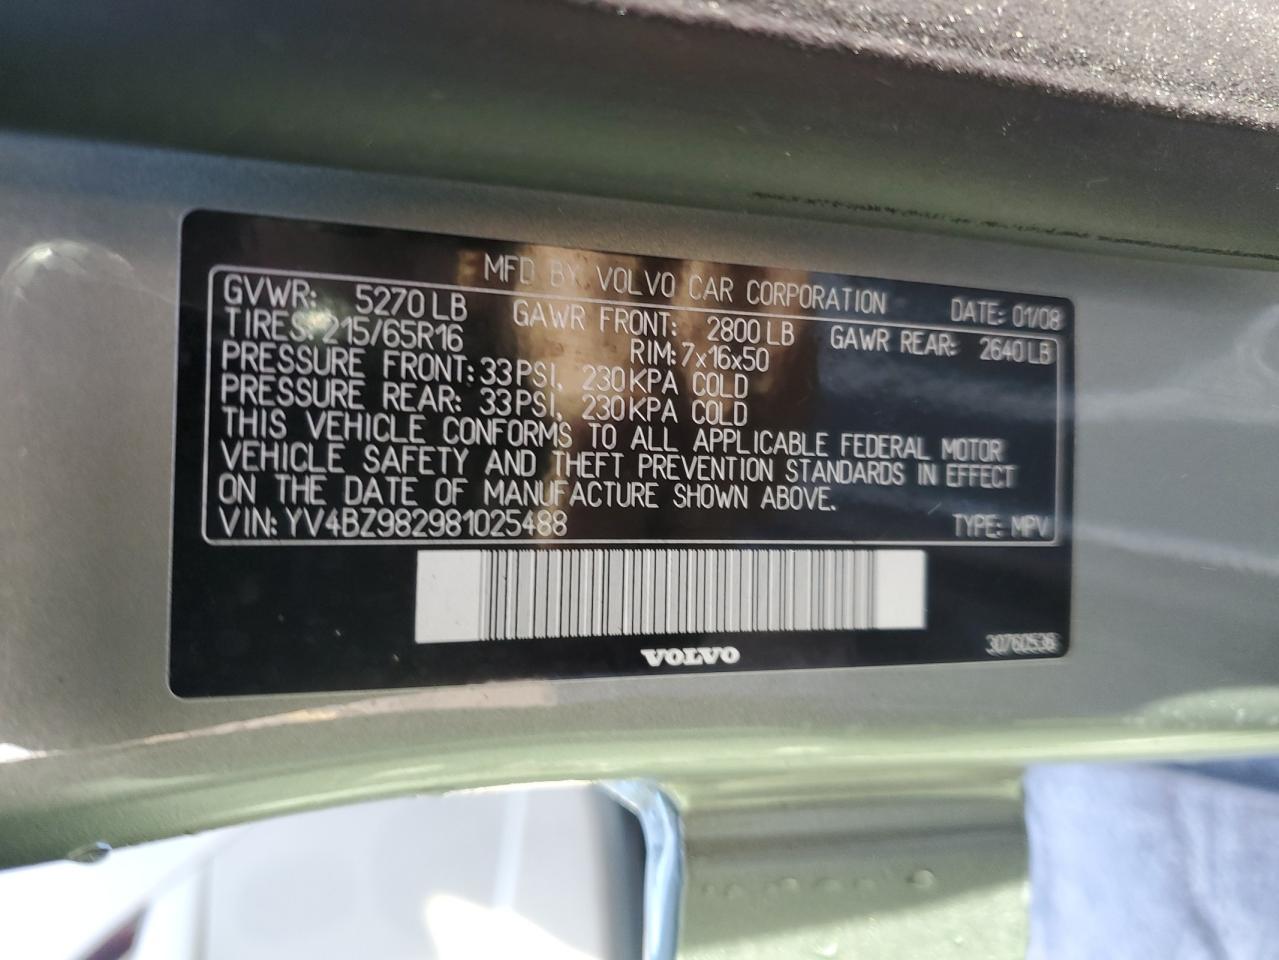 MFD BY VOLVO CAR CORPORATION DATE: 01/08
GVWR: 5270 LB GAWR FRONT: 2800 LB GAWR REAR: 2640 LB
TIRES: 215/65R16 RIM: 7x16x50
PRESSURE FRONT: 33 PSI, 230 KPA COLD
PRESSURE REAR: 33 PSI, 230 KPA COLD
THIS VEHICLE CONFORMS TO ALL APPLICABLE FEDERAL MOTOR
VEHICLE SAFETY AND THEFT PREVENTION STANDARDS IN EFFECT
ON THE DATE OF MANUFACTURE SHOWN ABOVE.
VIN: YV4BZ982981025488 TYPE: MPV
VOLVO
30760536